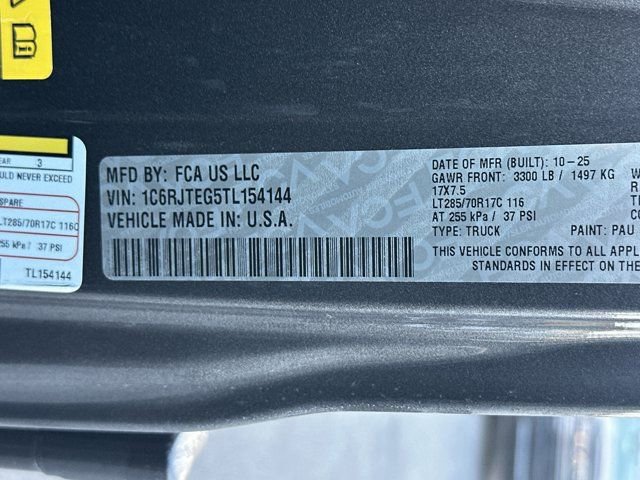 EAR 3
OULD NEVER EXCEED
SPARE
LT285/70R17C 116C
255 kPa / 37 PSI
TL154144
MFD BY: FCA US LLC
VIN: 1C6RJTEG5TL154144
VEHICLE MADE IN U.S.A.
DATE OF MFR (BUILT): 10-25
GAWR FRONT: 3300 LB / 1497 KG
17X7.5
LT285/70R17C 116
AT 255 kPa / 37 PSI
TYPE: TRUCK PAINT: PAU
THIS VEHICLE CONFORMS TO ALL APPL
STANDARDS IN EFFECT ON THE